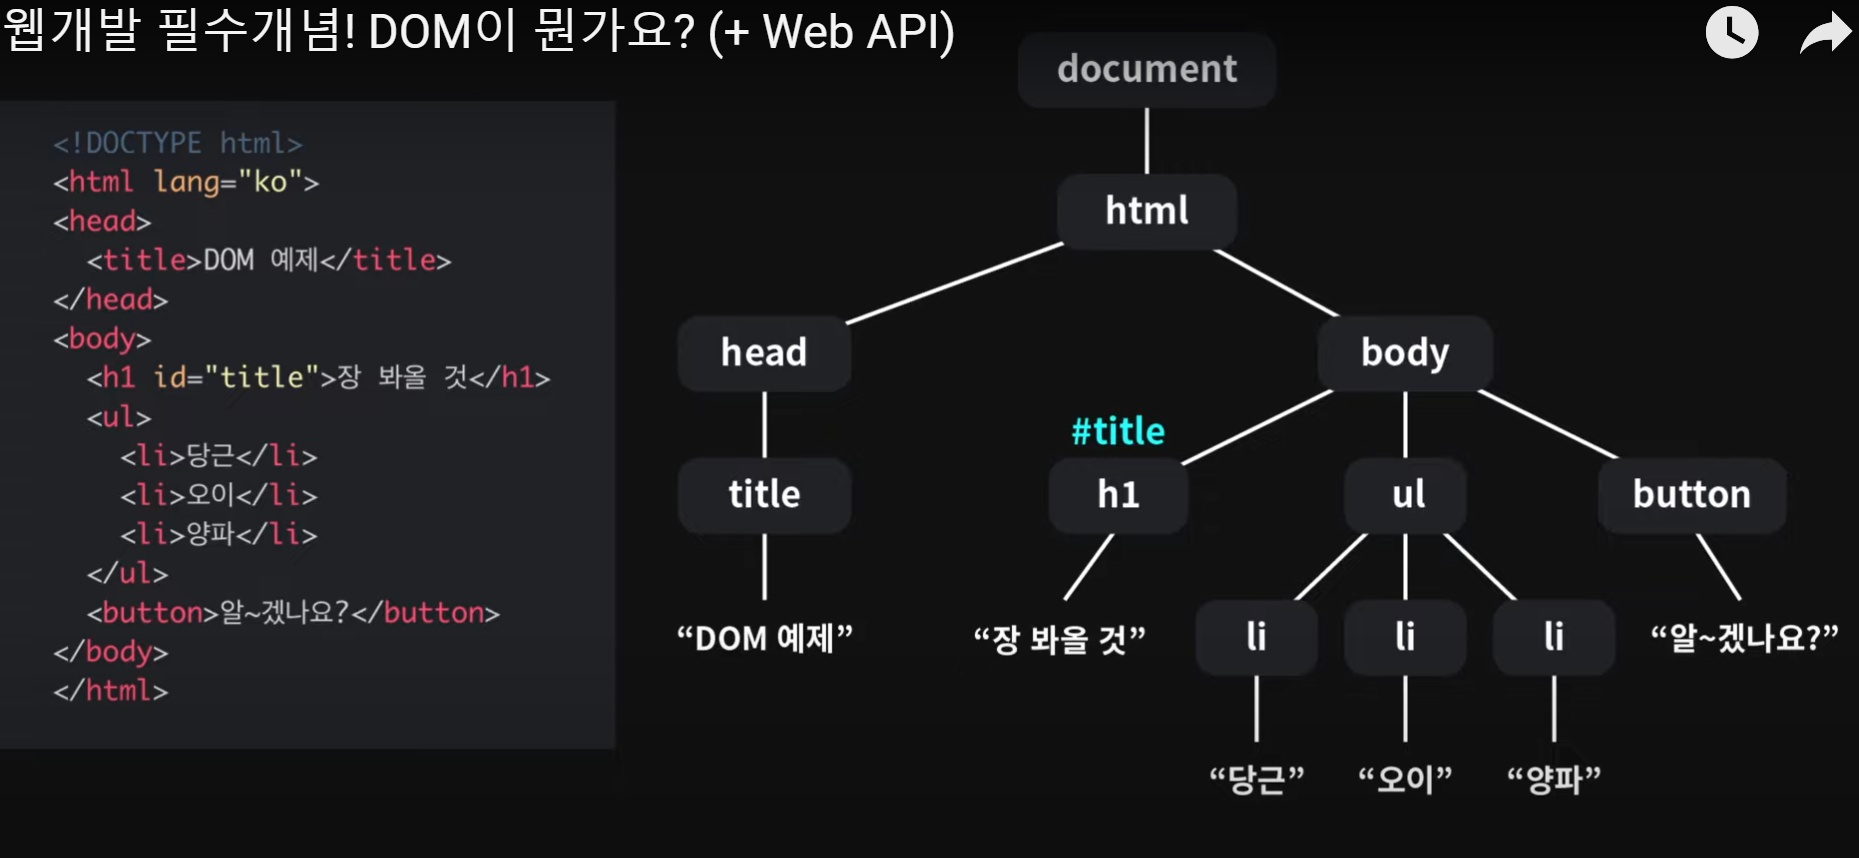 웹개발 필수개념! DOM이 뭔가요? (+ Web API)
<!DOCTYPE html>
<html lang="ko">
<head>
<title>DOM 예제</title>
</head>
<body>
<h1 id="title">장 봐올 것</h1>
<ul>
<li>당근</li>
<li>오이</li>
<li>양파</li>
</ul>
<button>알~겠나요?</button>
</body>
</html>
document
html
head
body
#title
title
h1
ul
button
“DOM 예제”
“장 봐올 것”
li
li
li
“알~겠나요?”
“당근”
“오이”
“양파”